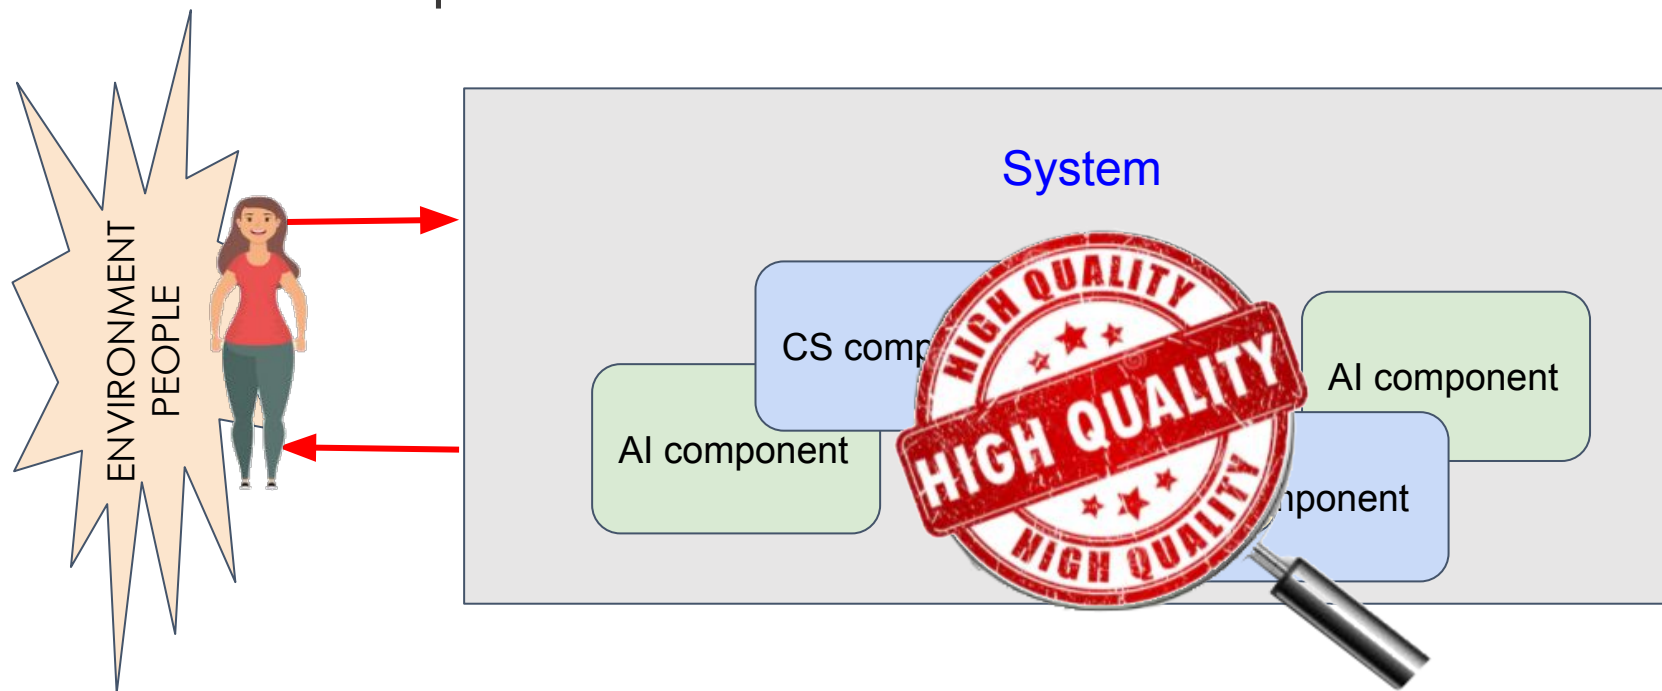 ENVIRONMENT
PEOPLE
System
CS comp
AI component
AI component
nponent
HIGH QUALITY
HIGH QUALITY
HIGH QUALITY